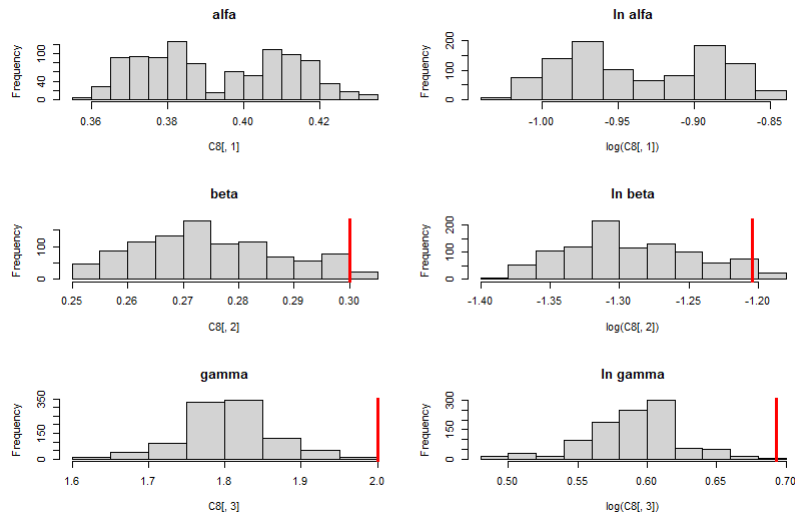 alfa
Frequency
0 40 100
0.36 0.38 0.40 0.42
C8[, 1]
ln alfa
Frequency
0 100 200
-1.00 -0.95 -0.90 -0.85
log(C8[, 1])
beta
Frequency
0 100
0.25 0.26 0.27 0.28 0.29 0.30
C8[, 2]
ln beta
Frequency
0 100 200
-1.40 -1.35 -1.30 -1.25 -1.20
log(C8[, 2])
gamma
Frequency
0 150 350
1.6 1.7 1.8 1.9 2.0
C8[, 3]
ln gamma
Frequency
0 150 300
0.50 0.55 0.60 0.65 0.70
log(C8[, 3])